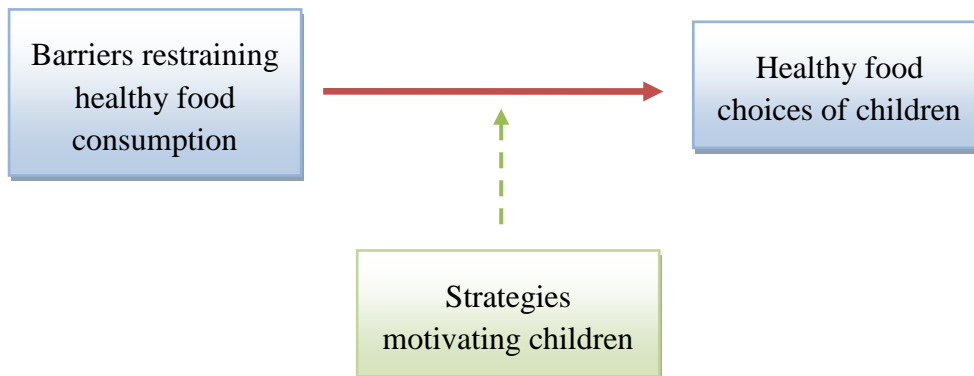 Barriers restraining
healthy food
consumption
Healthy food
choices of children
Strategies
motivating children